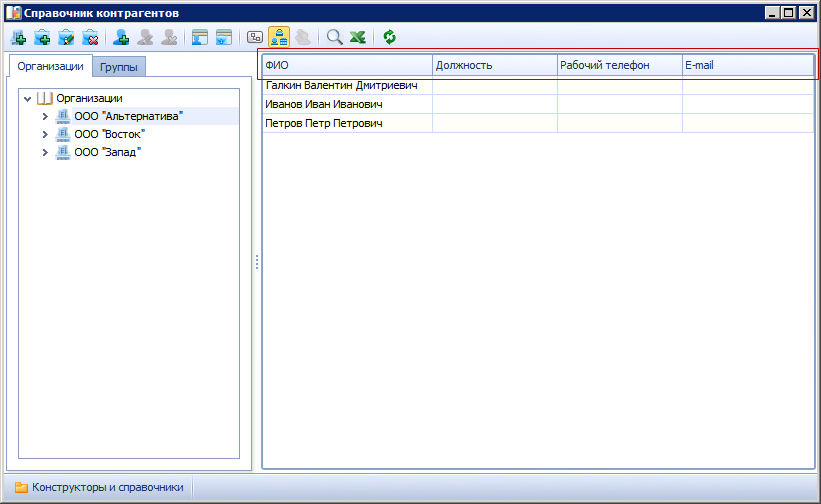 Справочник контрагентов
Организации
Группы
Организации
ООО "Альтернатива"
ООО "Восток"
ООО "Запад"
ФИО Должность Рабочий телефон E-mail
Галкин Валентин Дмитриевич
Иванов Иван Иванович
Петров Петр Петрович
Конструкторы и справочники